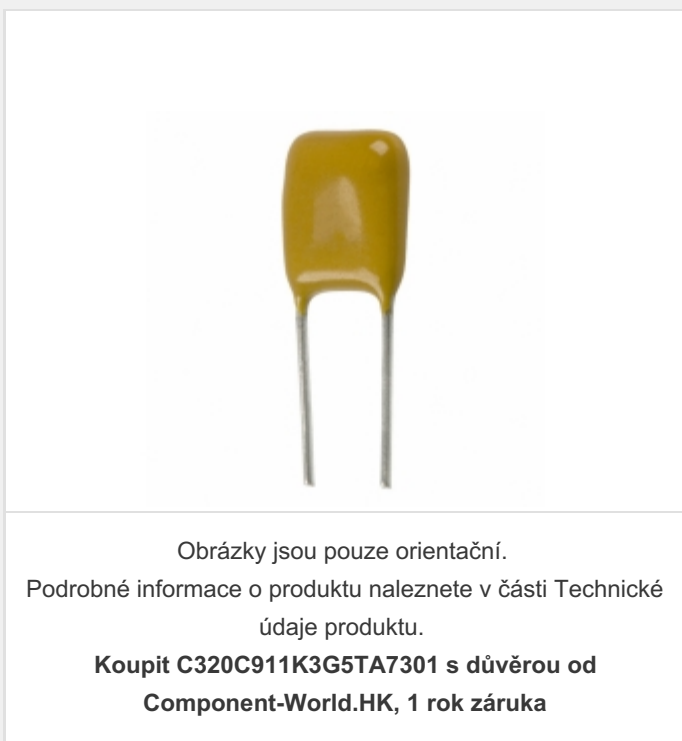 Obrázky jsou pouze orientační.
Podrobné informace o produktu naleznete v části Technické
údaje produktu.
Koupit C320C911K3G5TA7301 s důvěrou od
Component-World.HK, 1 rok záruka